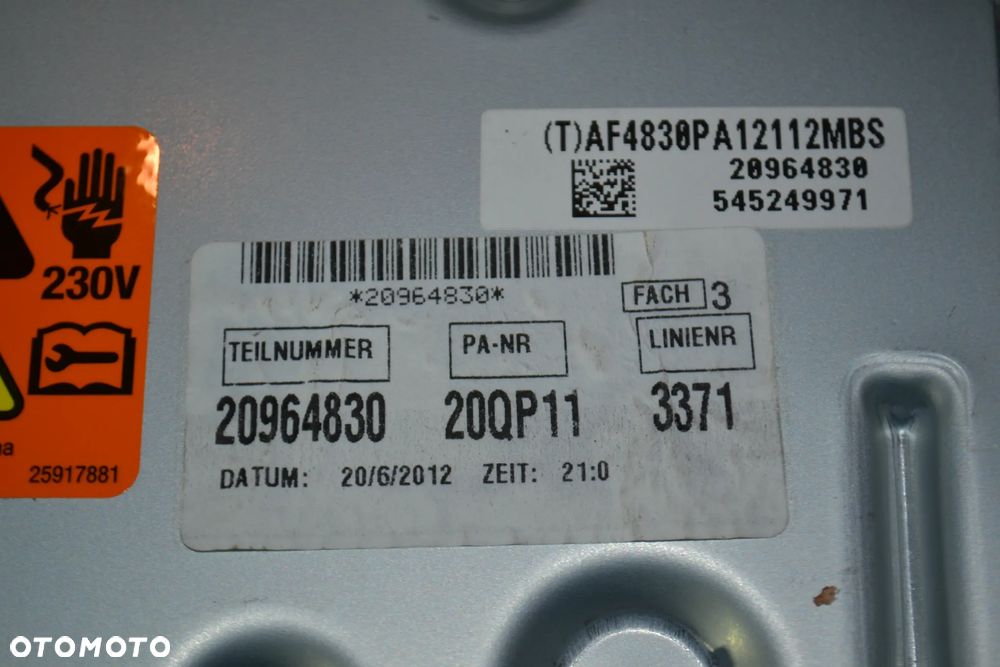 (T)AF4830PA12112MBS
20964830
545249971
230V
25917881
*20964830*
FACH 3
TEILNUMMER PA-NR LINIENR
20964830 20QP11 3371
DATUM: 20/6/2012 ZEIT: 21:0
OTOMOTO